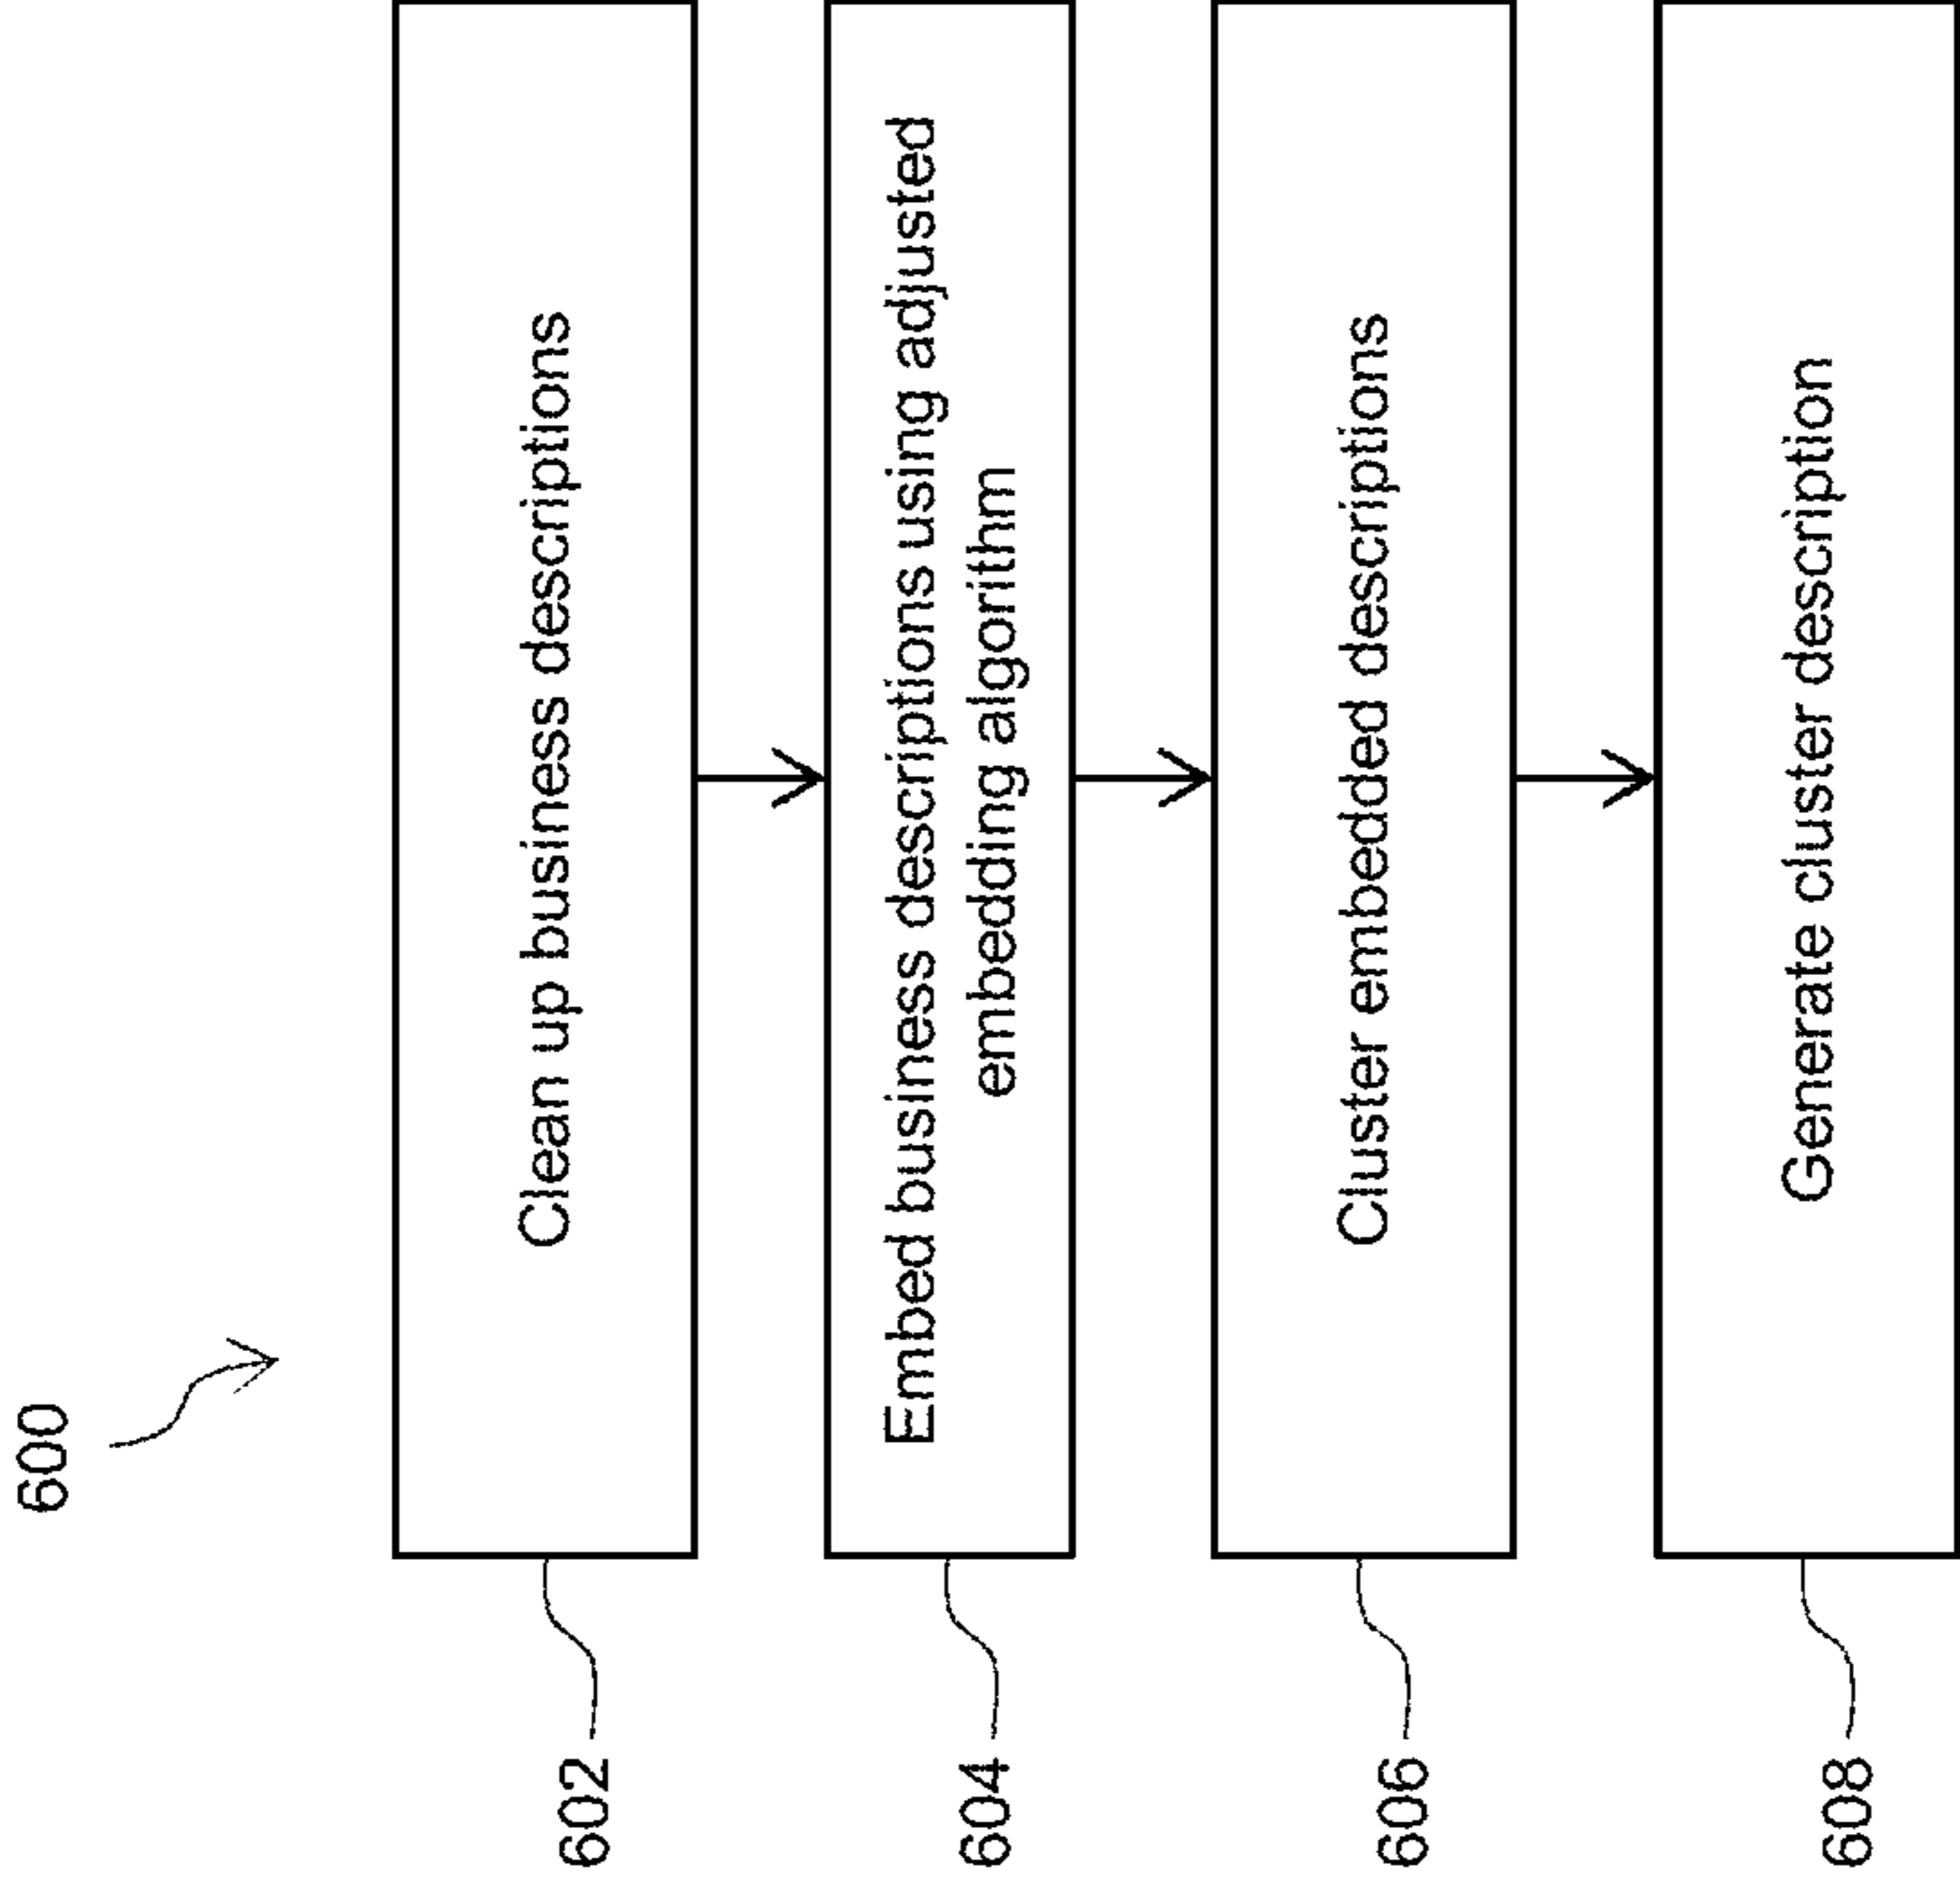 600
602
Clean up business descriptions
604
Embed business descriptions using adjusted
embedding algorithm
606
Cluster embedded descriptions
608
Generate cluster description